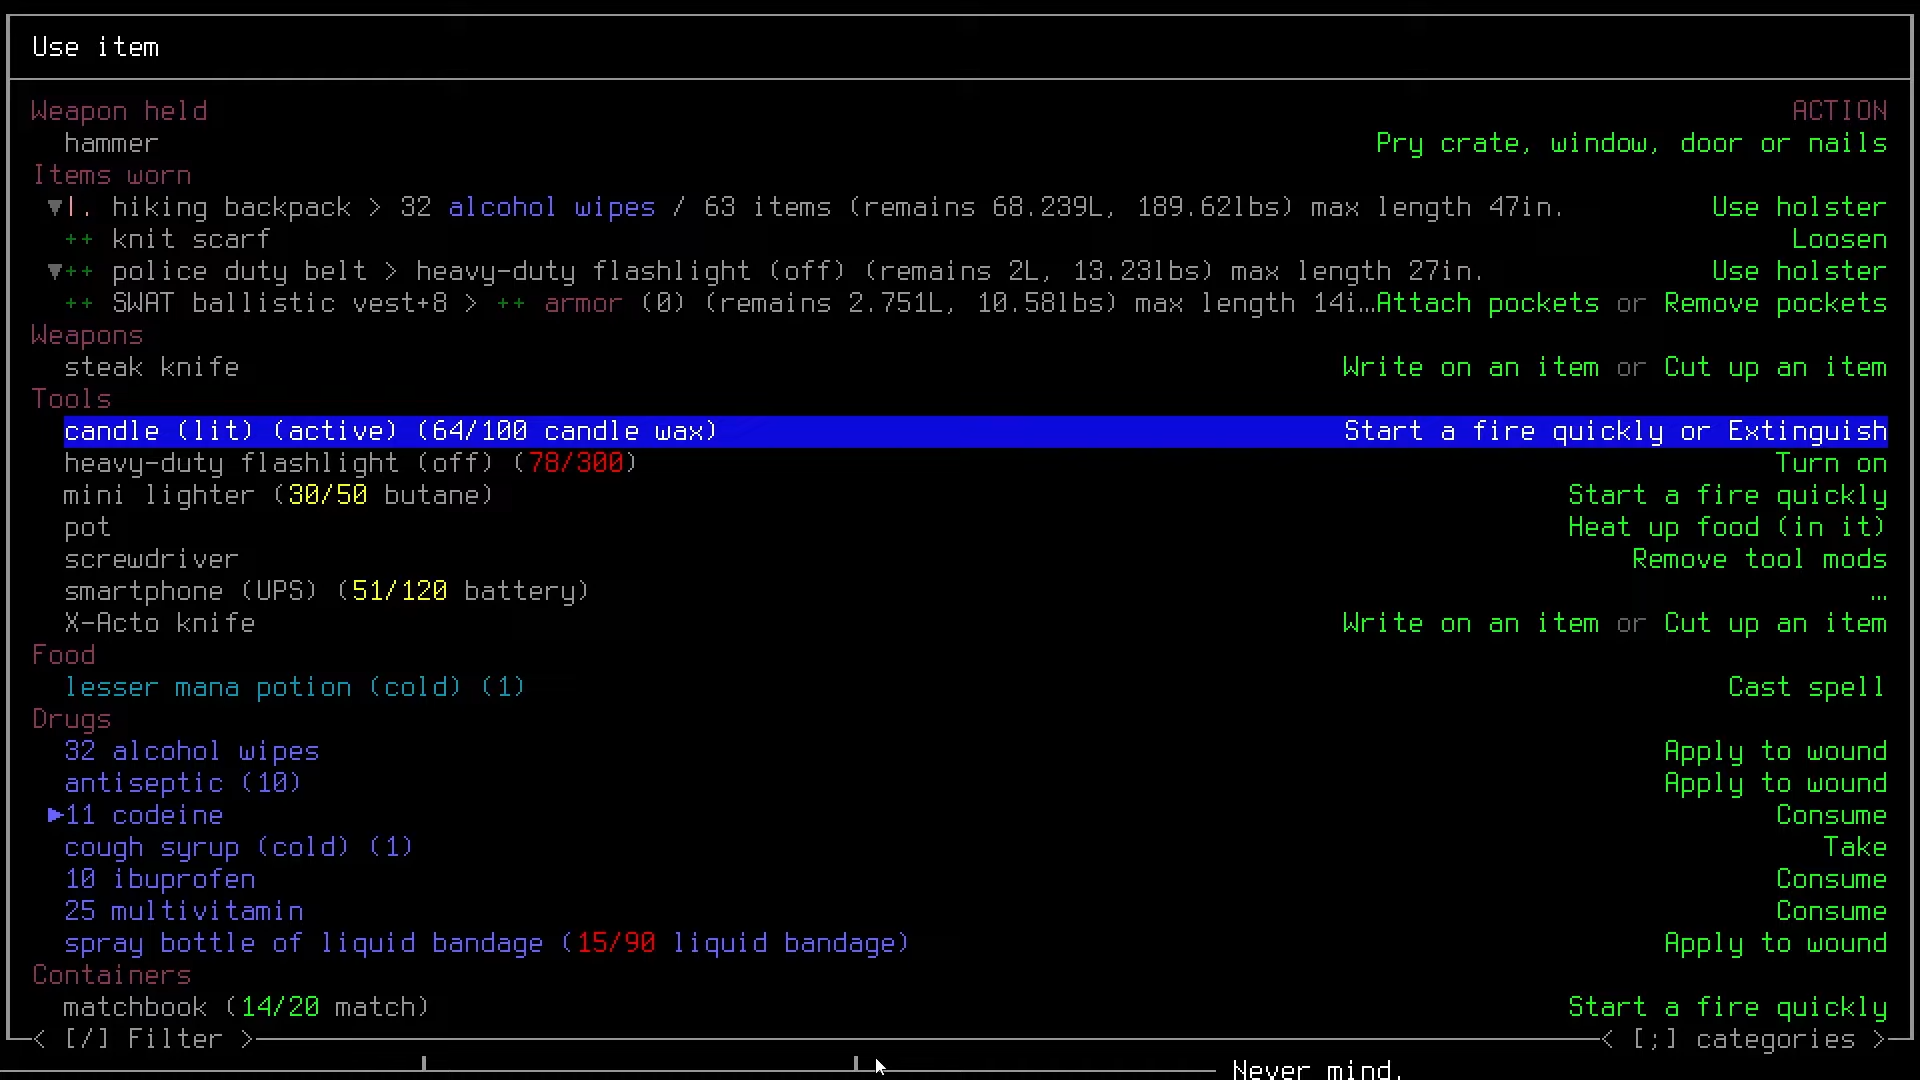 Use item
Weapon held ACTION
hammer Pry crate, window, door or nails
Items worn
▼|. hiking backpack > 32 alcohol wipes / 63 items (remains 68.239L, 189.62lbs) max length 47in. Use holster
++ knit scarf Loosen
▼++ police duty belt > heavy-duty flashlight (off) (remains 2L, 13.23lbs) max length 27in. Use holster
++ SWAT ballistic vest+8 > ++ armor (0) (remains 2.751L, 10.58lbs) max length 14i…Attach pockets or Remove pockets
Weapons
steak knife Write on an item or Cut up an item
Tools
candle (lit) (active) (64/100 candle wax) Start a fire quickly or Extinguish
heavy-duty flashlight (off) (78/300) Turn on
mini lighter (30/50 butane) Start a fire quickly
pot Heat up food (in it)
screwdriver Remove tool mods
smartphone (UPS) (51/120 battery) …
X-Acto knife Write on an item or Cut up an item
Food
lesser mana potion (cold) (1) Cast spell
Drugs
32 alcohol wipes Apply to wound
antiseptic (10) Apply to wound
▶11 codeine Consume
cough syrup (cold) (1) Take
10 ibuprofen Consume
25 multivitamin Consume
spray bottle of liquid bandage (15/90 liquid bandage) Apply to wound
Containers
matchbook (14/20 match) Start a fire quickly
< [/] Filter > < [;] categories >
Never mind.